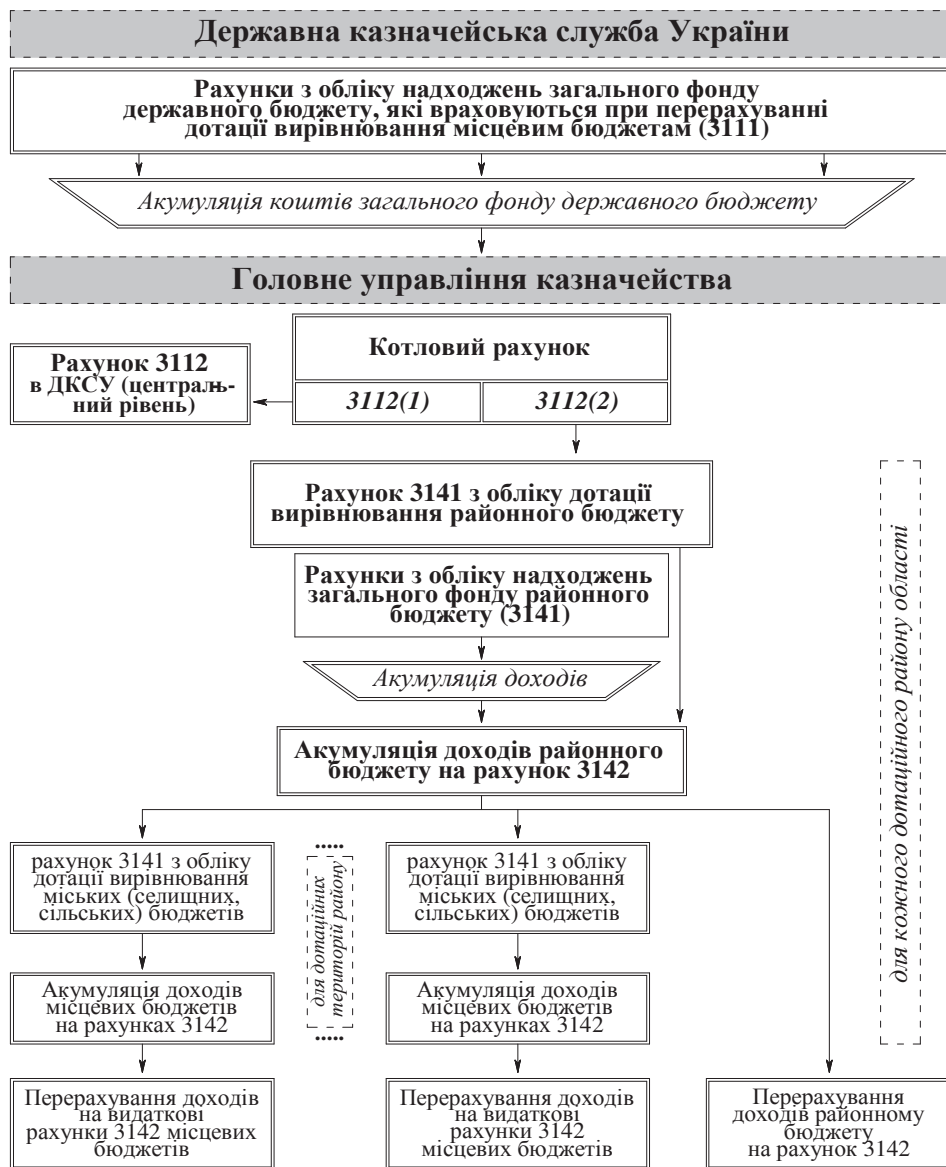 Державна казначейська служба України
Рахунки з обліку надходжень загального фонду
державного бюджету, які враховуються при перерахуванні
дотації вирівнювання місцевим бюджетам (3111)
Акумуляція коштів загального фонду державного бюджету
Головне управління казначейства
Котловий рахунок
3112(1)
3112(2)
Рахунок 3112
в ДКСУ (централь-
ний рівень)
Рахунок 3141 з обліку дотації
вирівнювання районного бюджету
Рахунки з обліку надходжень
загального фонду районного
бюджету (3141)
Акумуляція доходів
Акумуляція доходів районного
бюджету на рахунок 3142
для кожного дотаційного району області
рахунок 3141 з обліку
дотації вирівнювання
міських (селищних,
сільських) бюджетів
.....
для дотаційних
територій району
.....
рахунок 3141 з обліку
дотації вирівнювання
міських (селищних,
сільських) бюджетів
Акумуляція доходів
місцевих бюджетів
на рахунках 3142
Акумуляція доходів
місцевих бюджетів
на рахунках 3142
Перерахування доходів
на видаткові
рахунки 3142 місцевих
бюджетів
Перерахування доходів
на видаткові
рахунки 3142
місцевих бюджетів
Перерахування
доходів районному
бюджету
на рахунок 3142